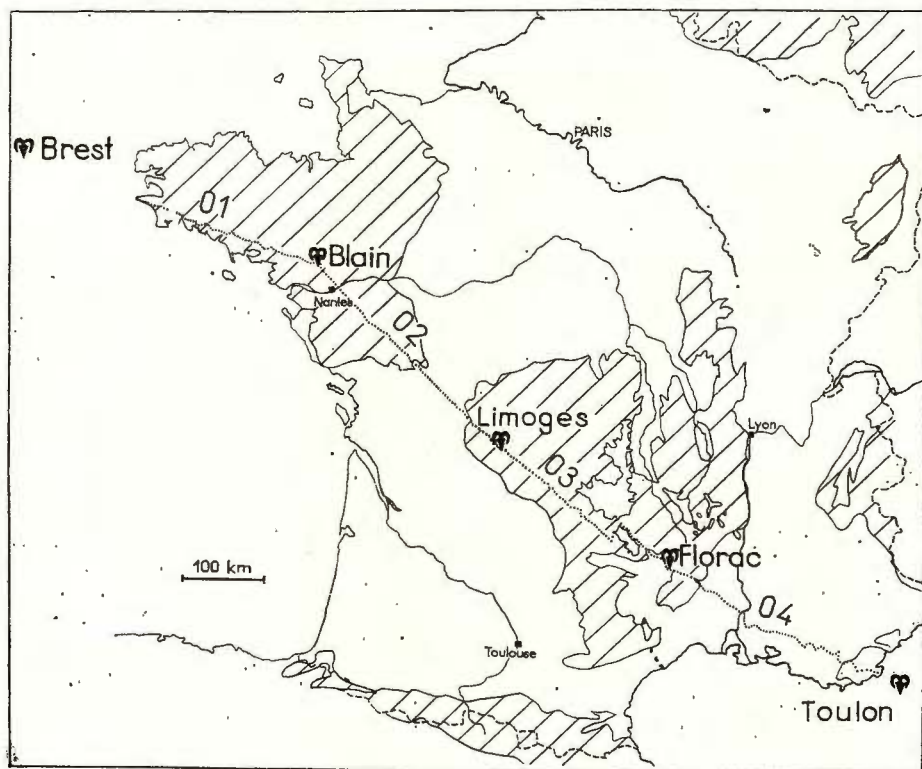 PARIS
Brest
01
Blain
Nantes
02
Limoges
Lyon
03
Florac
100 km
04
Toulouse
Toulon